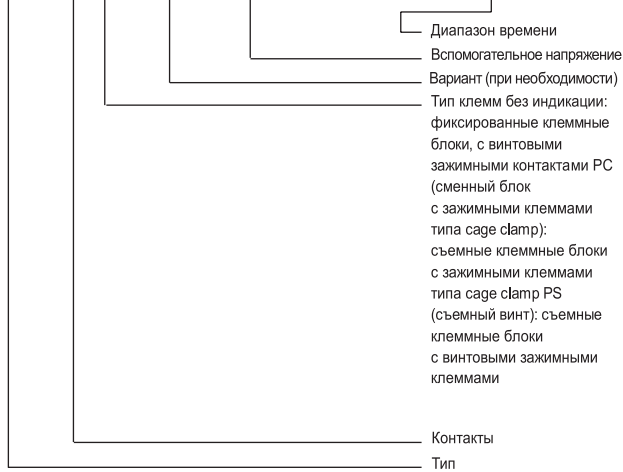 Диапазон времени
Вспомогательное напряжение
Вариант (при необходимости)
Тип клемм без индикации:
фиксированные клеммные
блоки, с винтовыми
зажимными контактами PC
(сменный блок
с зажимными клеммами
типа cage clamp):
съемные клеммные блоки
с зажимными клеммами
типа cage clamp PS
(съемный винт): съемные
клеммные блоки
с винтовыми зажимными
клеммами
Контакты
Тип